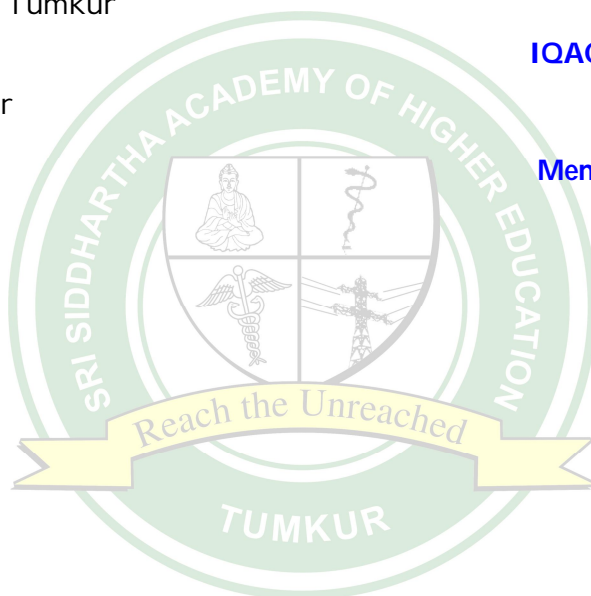 Tumkur
IQAC
r
Mem
SRI SIDDHARTHA ACADEMY OF HIGHER EDUCATION
Reach the Unreached
TUMKUR